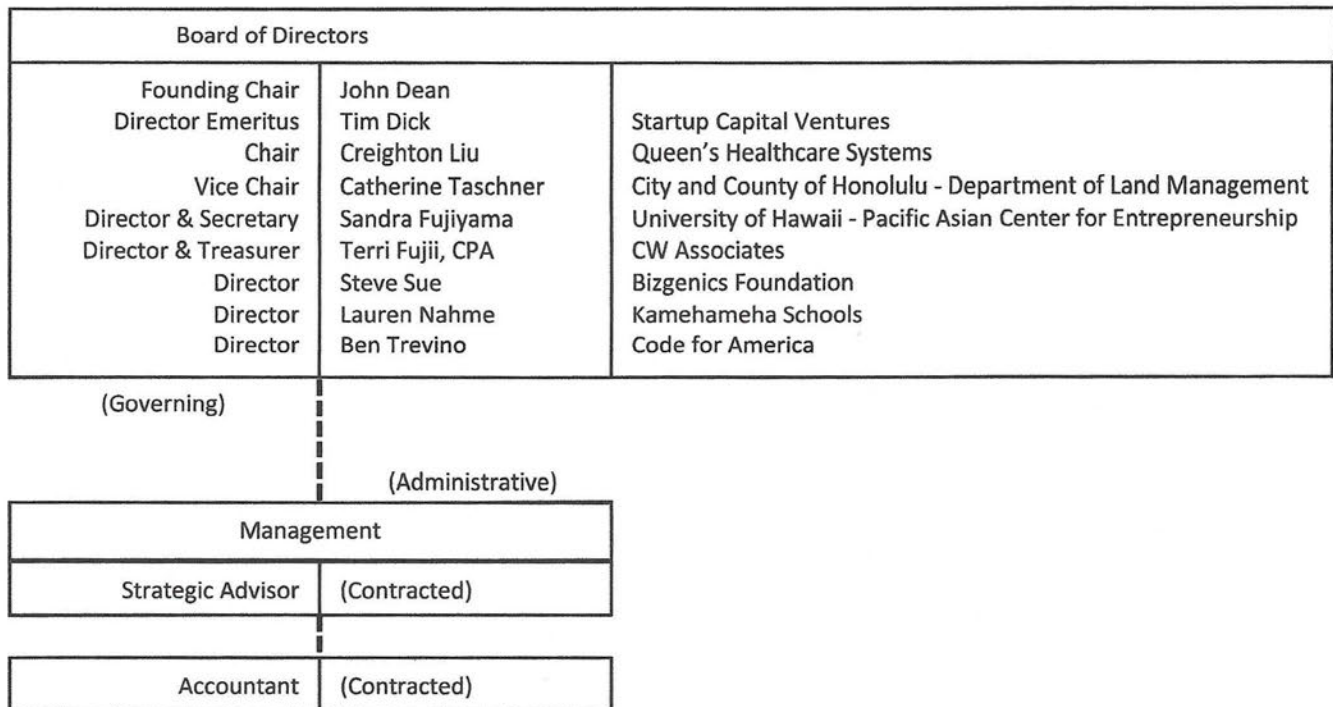 Board of Directors
Founding Chair John Dean
Director Emeritus Tim Dick Startup Capital Ventures
Chair Creighton Liu Queen's Healthcare Systems
Vice Chair Catherine Taschner City and County of Honolulu - Department of Land Management
Director & Secretary Sandra Fujiyama University of Hawaii - Pacific Asian Center for Entrepreneurship
Director & Treasurer Terri Fujii, CPA CW Associates
Director Steve Sue Bizgenics Foundation
Director Lauren Nahme Kamehameha Schools
Director Ben Trevino Code for America
(Governing)
(Administrative)
Management
Strategic Advisor (Contracted)
Accountant (Contracted)